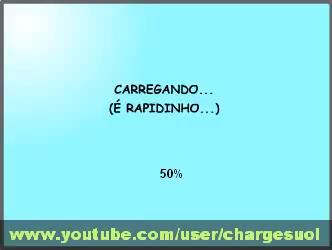 CARREGANDO...
(É RAPIDINHO...)
50%
www.youtube.com/user/chargesuol